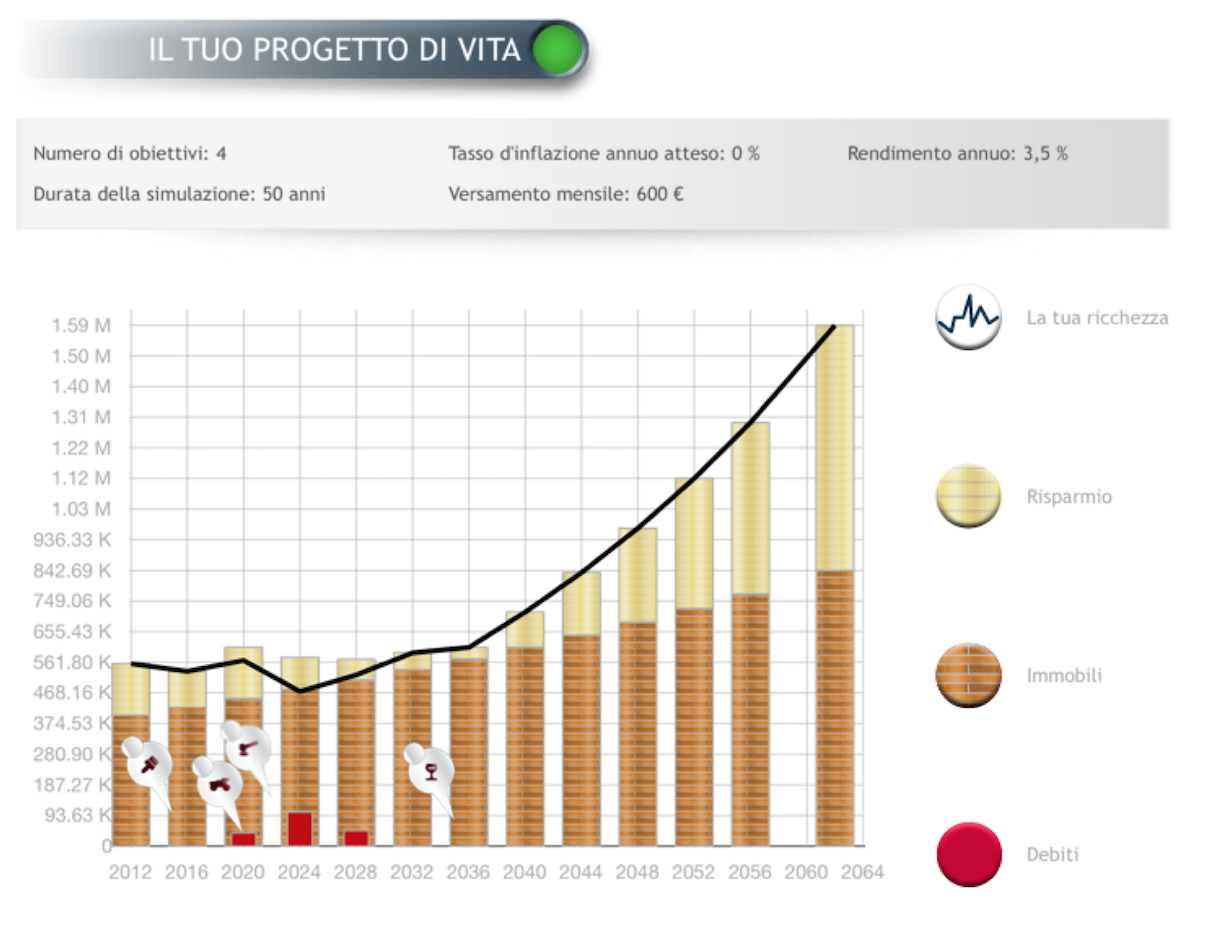 IL TUO PROGETTO DI VITA
Numero di obiettivi: 4
Tasso d'inflazione annuo atteso: 0 %
Rendimento annuo: 3,5 %
Durata della simulazione: 50 anni
Versamento mensile: 600 €
1.59 M
1.50 M
1.40 M
1.31 M
1.22 M
1.12 M
1.03 M
936.33 K
842.69 K
749.06 K
655.43 K
561.80 K
468.16 K
374.53 K
280.90 K
187.27 K
93.63 K
0
2012 2016 2020 2024 2028 2032 2036 2040 2044 2048 2052 2056 2060 2064
La tua ricchezza
Risparmio
Immobili
Debiti